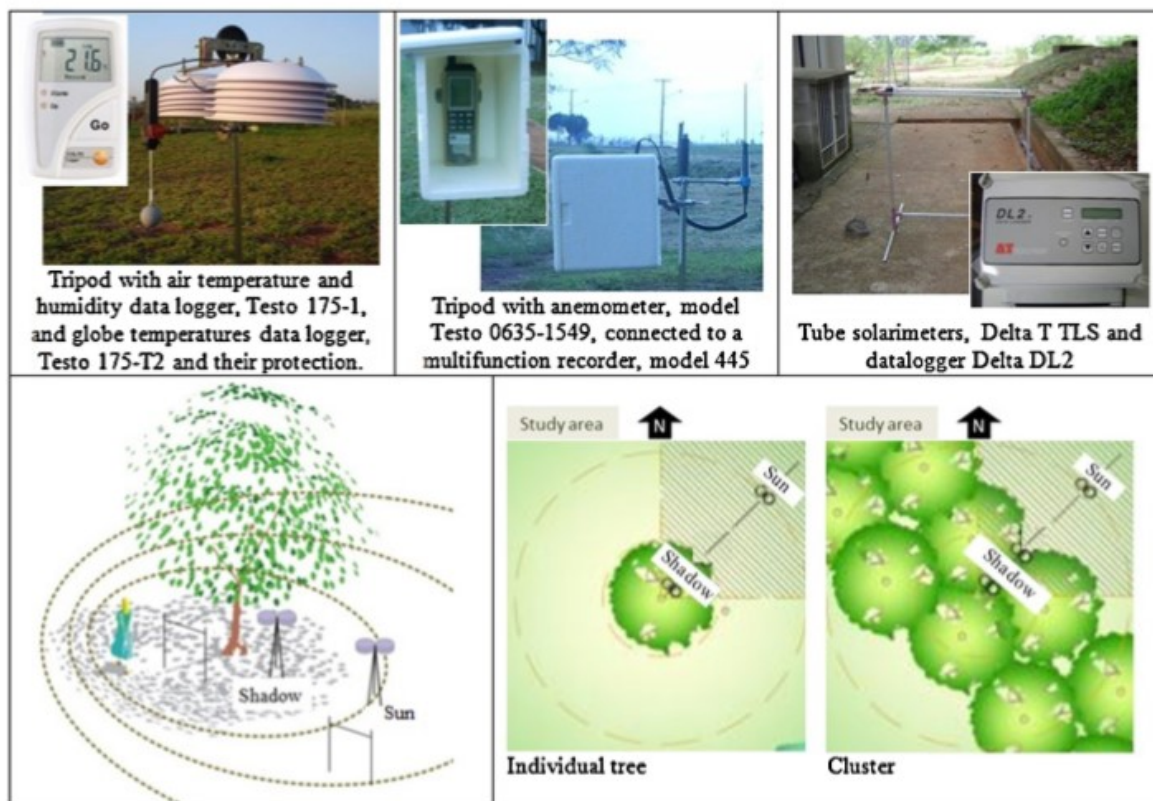 21.6
Go
Tripod with air temperature and
humidity data logger, Testo 175-1,
and globe temperatures data logger,
Testo 175-T2 and their protection.
Tripod with anemometer, model
Testo 0635-1549, connected to a
multifunction recorder, model 445
DL2
Tube solarimeters, Delta T TLS and
datalogger Delta DL2
Shadow
Sun
Study area
N
Sun
Shadow
Individual tree
Study area
N
Sun
Shadow
Cluster